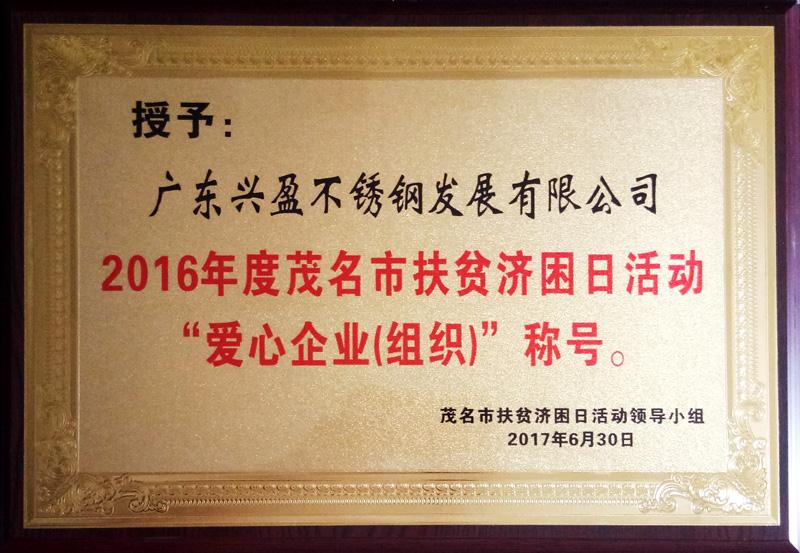 授予：
广东兴盈不锈钢发展有限公司
2016年度茂名市扶贫济困日活动
“爱心企业(组织)”称号。
茂名市扶贫济困日活动领导小组
2017年6月30日